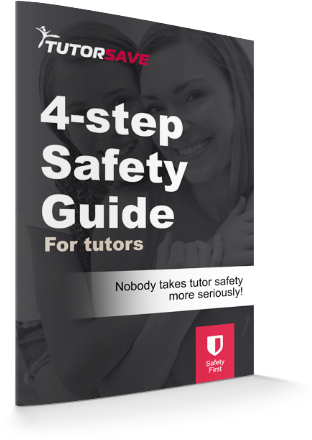 TUTORSAVE
4-step
Safety
Guide
For tutors
Nobody takes tutor safety
more seriously!
Safety
First